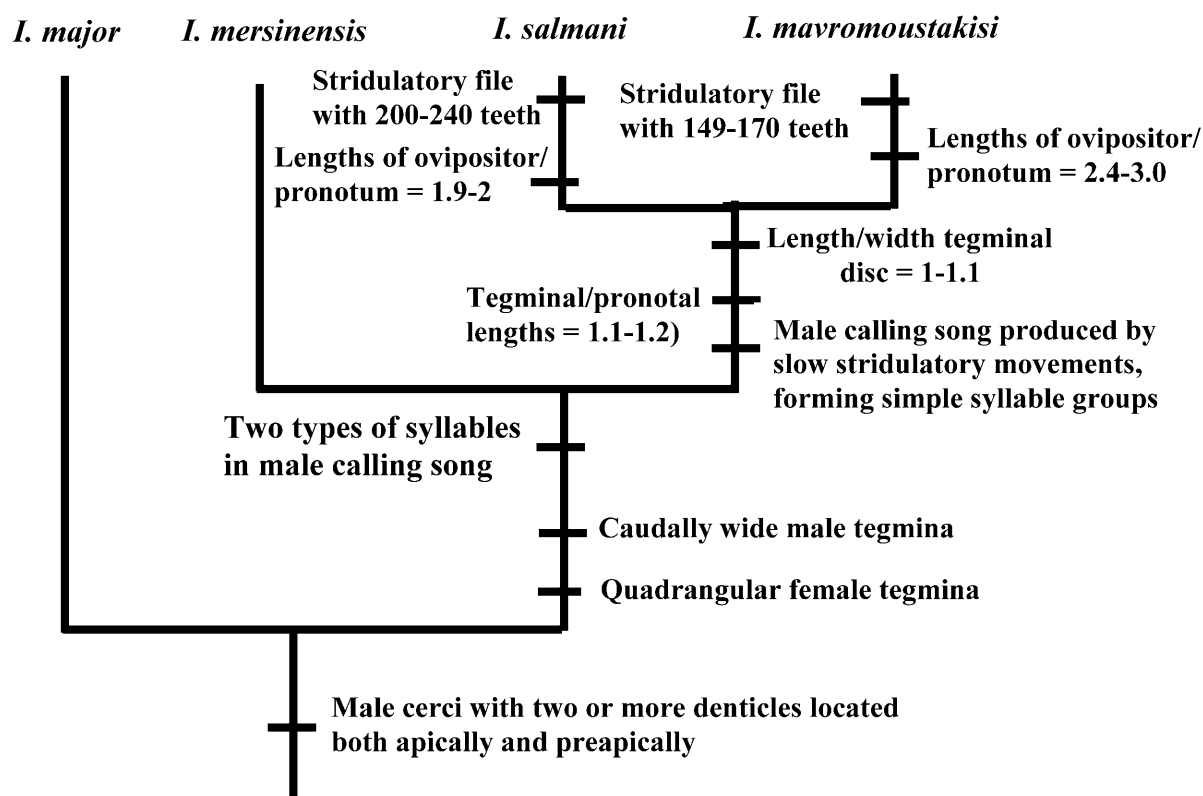 I. major
I. mersinensis
I. salmani
I. mavromoustakisi
Stridulatory file
with 200-240 teeth
Stridulatory file
with 149-170 teeth
Lengths of ovipositor/
pronotum = 1.9-2
Lengths of ovipositor/
pronotum = 2.4-3.0
Length/width tegminal
disc = 1-1.1
Tegminal/pronotal
lengths = 1.1-1.2)
Male calling song produced by
slow stridulatory movements,
forming simple syllable groups
Two types of syllables
in male calling song
Caudally wide male tegmina
Quadrangular female tegmina
Male cerci with two or more denticles located
both apically and preapically